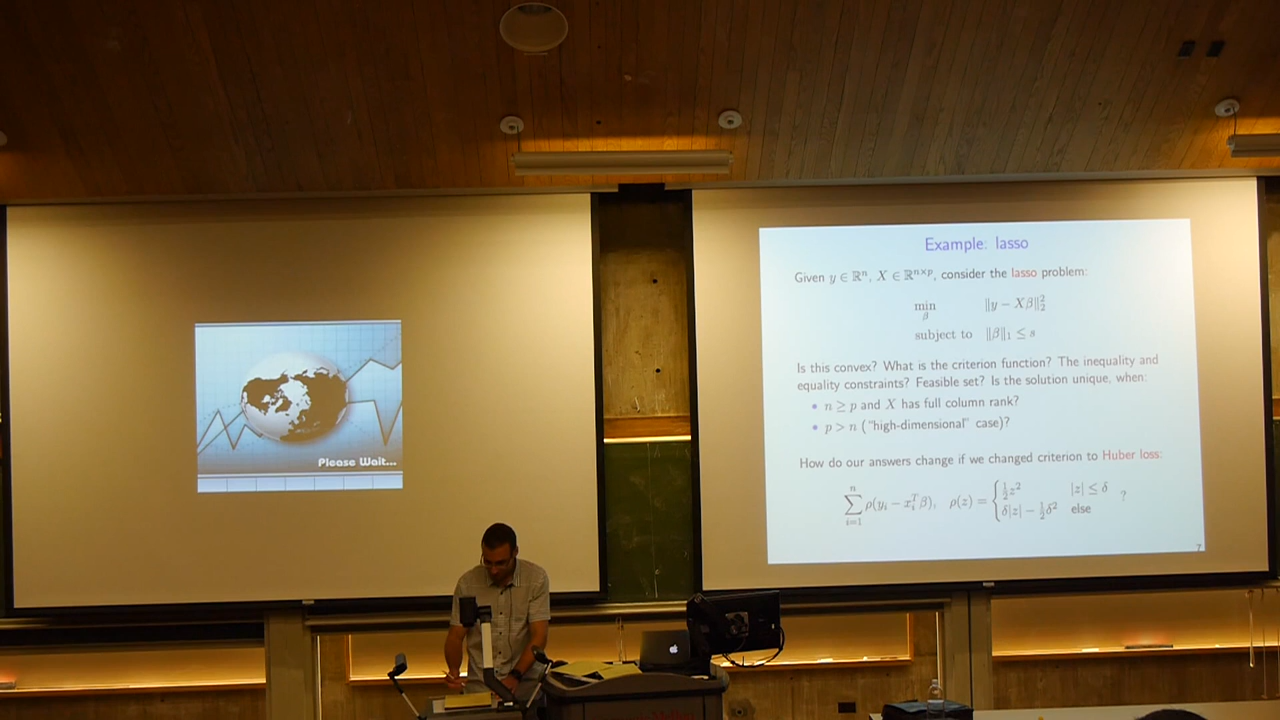 Please Wait...
Example: lasso
Given y ∈ ℝⁿ, X ∈ ℝⁿˣᵖ, consider the lasso problem:
min β ‖y − Xβ‖₂²
subject to ‖β‖₁ ≤ s
Is this convex? What is the criterion function? The inequality and
equality constraints? Feasible set? Is the solution unique, when:
• n ≥ p and X has full column rank?
• p > n ("high-dimensional" case)?
How do our answers change if we changed criterion to Huber loss:
∑ᵢ₌₁ⁿ ρ(yᵢ − xᵢᵀβ), ρ(z) = { ½z² |z| ≤ δ
δ|z| − ½δ² else ?
7